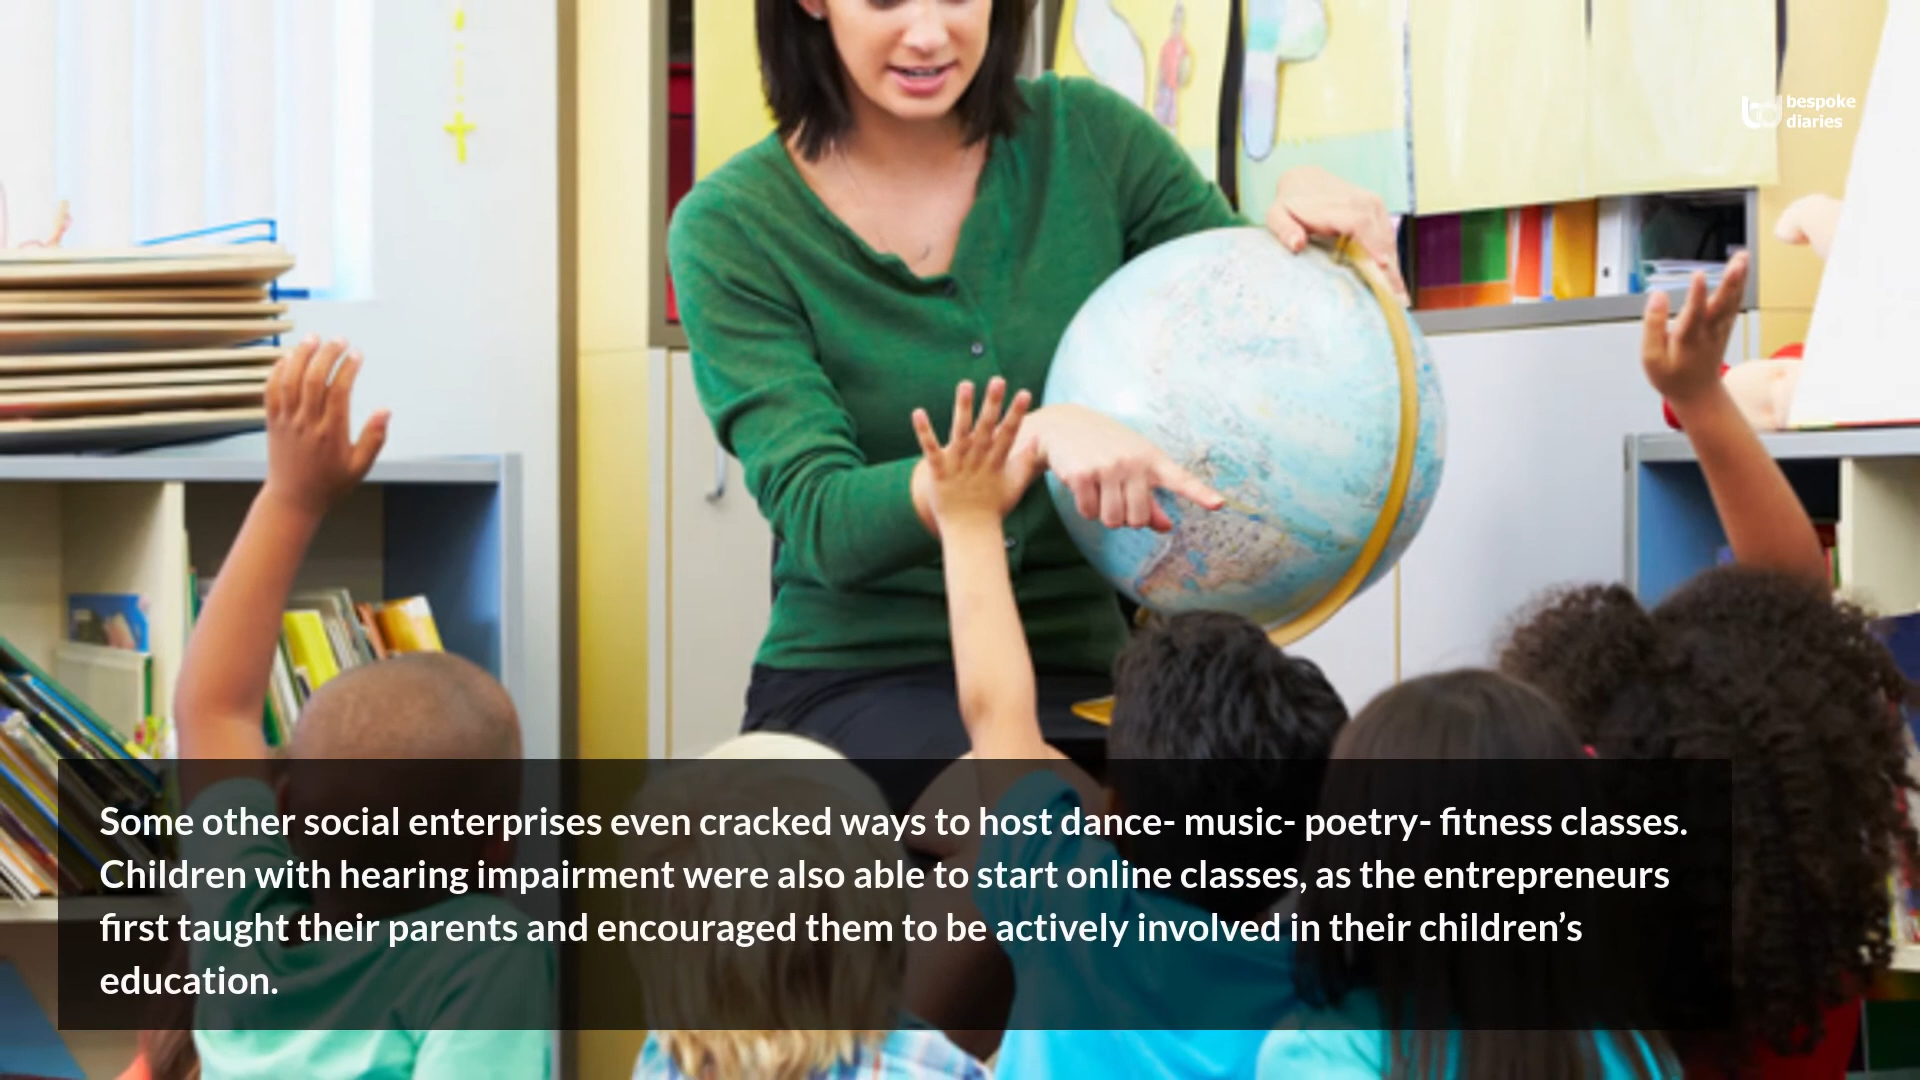 bespoke
diaries
Some other social enterprises even cracked ways to host dance- music- poetry- fitness classes.
Children with hearing impairment were also able to start online classes, as the entrepreneurs
first taught their parents and encouraged them to be actively involved in their children’s
education.